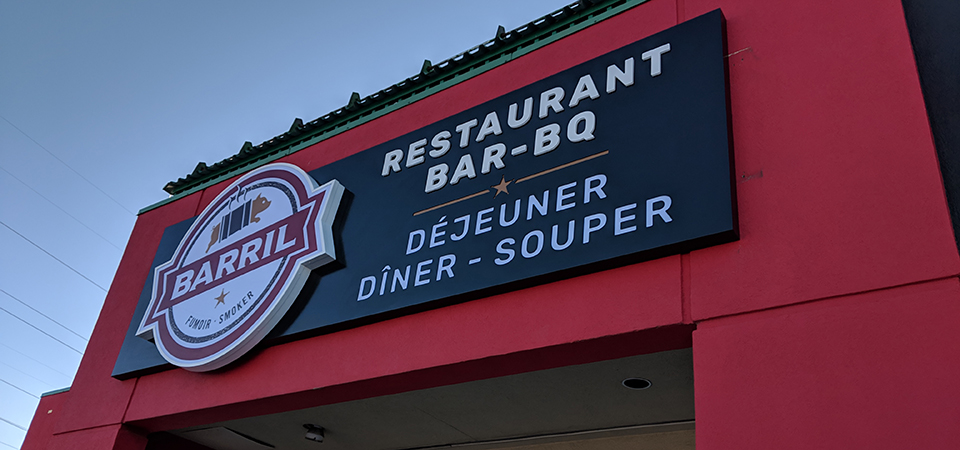 BARRIL
FUMOIR - SMOKER
RESTAURANT
BAR-BQ
DÉJEUNER
DÎNER - SOUPER